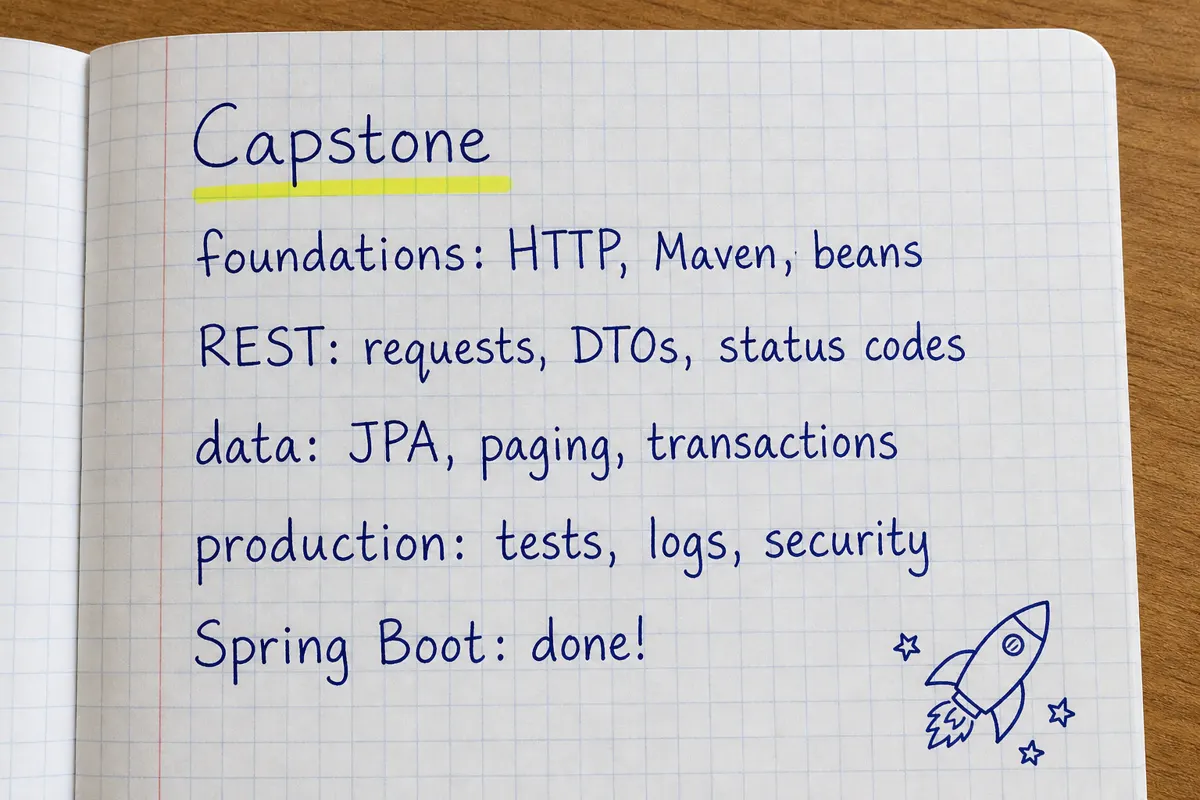 Capstone
foundations: HTTP, Maven, beans
REST: requests, DTOs, status codes
data: JPA, paging, transactions
production: tests, logs, security
Spring Boot: done!